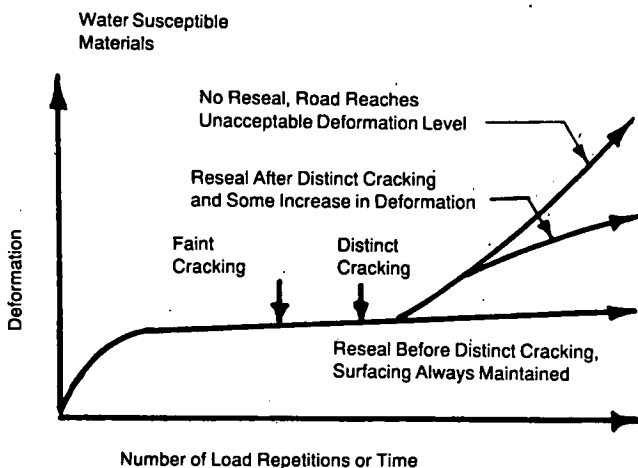 Water Susceptible
Materials
No Reseal, Road Reaches
Unacceptable Deformation Level
Reseal After Distinct Cracking
and Some Increase in Deformation
Faint
Cracking
Distinct
Cracking
Deformation
Reseal Before Distinct Cracking,
Surfacing Always Maintained
Number of Load Repetitions or Time